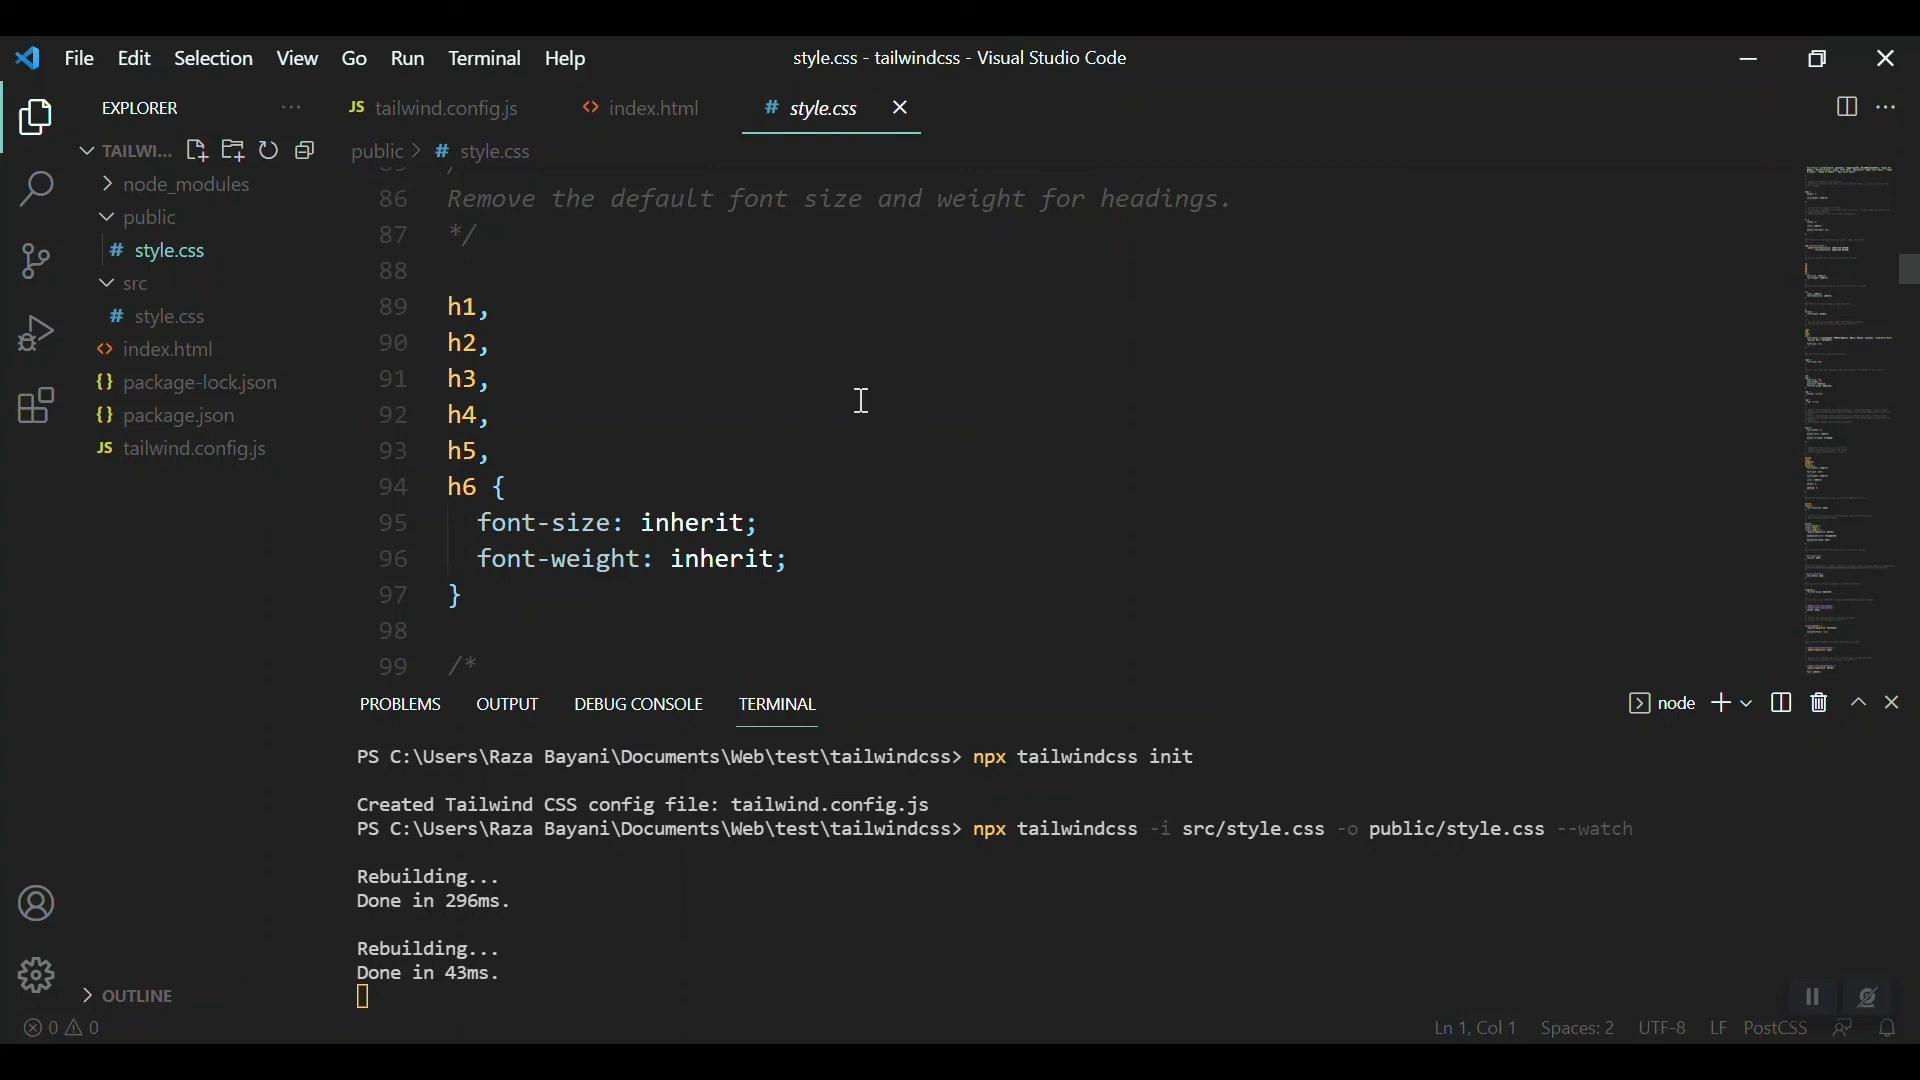 File Edit Selection View Go Run Terminal Help
style.css - tailwindcss - Visual Studio Code
EXPLORER ···
JS tailwind.config.js
<> index.html
# style.css
TAILWI...
public > # style.css
node_modules
public
# style.css
src
# style.css
<> index.html
{} package-lock.json
{} package.json
JS tailwind.config.js
86 Remove the default font size and weight for headings.
87 */
88
89 h1,
90 h2,
91 h3,
92 h4,
93 h5,
94 h6 {
95 font-size: inherit;
96 font-weight: inherit;
97 }
98
99 /*
PROBLEMS OUTPUT DEBUG CONSOLE TERMINAL
node
PS C:\Users\Raza Bayani\Documents\Web\test\tailwindcss> npx tailwindcss init
Created Tailwind CSS config file: tailwind.config.js
PS C:\Users\Raza Bayani\Documents\Web\test\tailwindcss> npx tailwindcss -i src/style.css -o public/style.css --watch
Rebuilding...
Done in 296ms.
Rebuilding...
Done in 43ms.
OUTLINE
0 0
Ln 1, Col 1 Spaces: 2 UTF-8 LF PostCSS